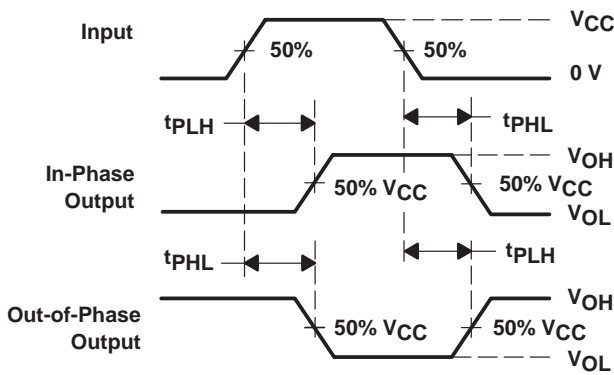 Input
50%
50%
VCC
0 V
tPLH
tPHL
In-Phase
Output
50% VCC
50%
VCC
VOH
VOL
tPHL
tPLH
Out-of-Phase
Output
50% VCC
50% VCC
VOH
VOL